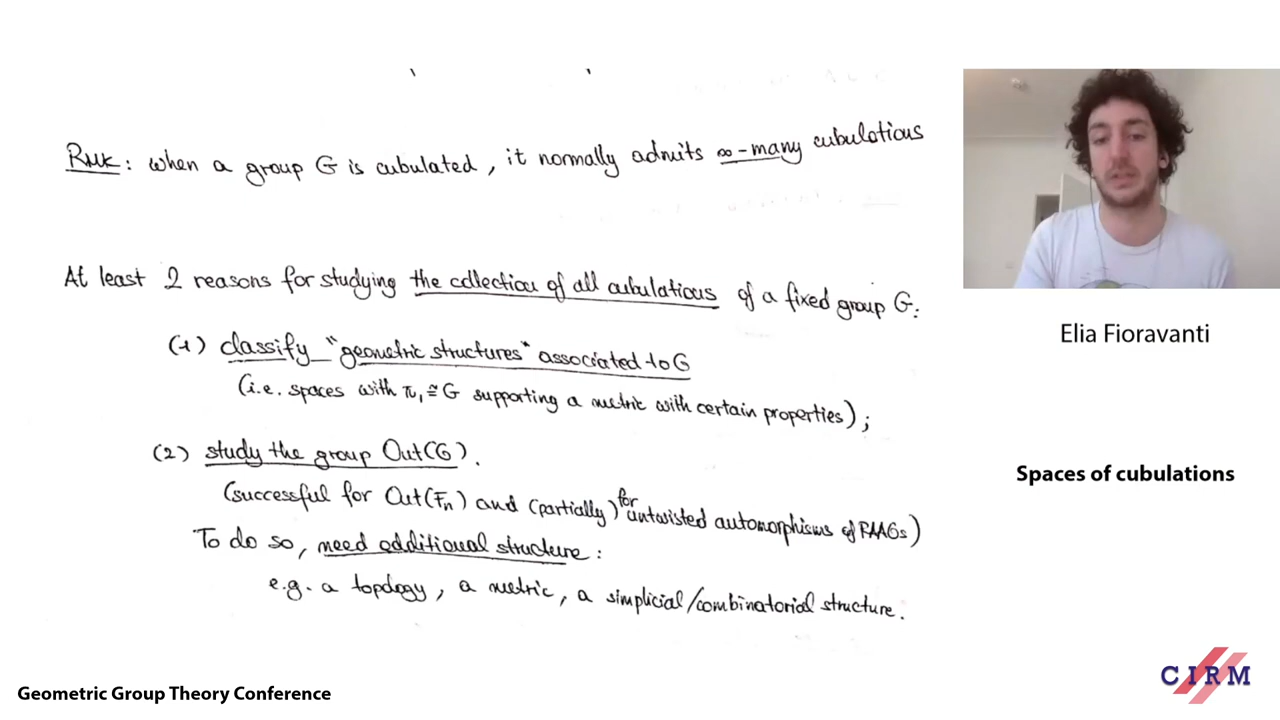 Rmk: when a group G is cubulated, it normally admits ∞-many cubulations
At least 2 reasons for studying the collection of all cubulations of a fixed group G:
(1) classify "geometric structures" associated to G
(i.e. spaces with π₁ ≅ G supporting a metric with certain properties);
(2) study the group Out(G).
(successful for Out(Fn) and (partially) for untwisted automorphisms of RAAGs)
To do so, need additional structure:
e.g. a topology, a metric, a simplicial/combinatorial structure.
Elia Fioravanti
Spaces of cubulations
CIRM
Geometric Group Theory Conference